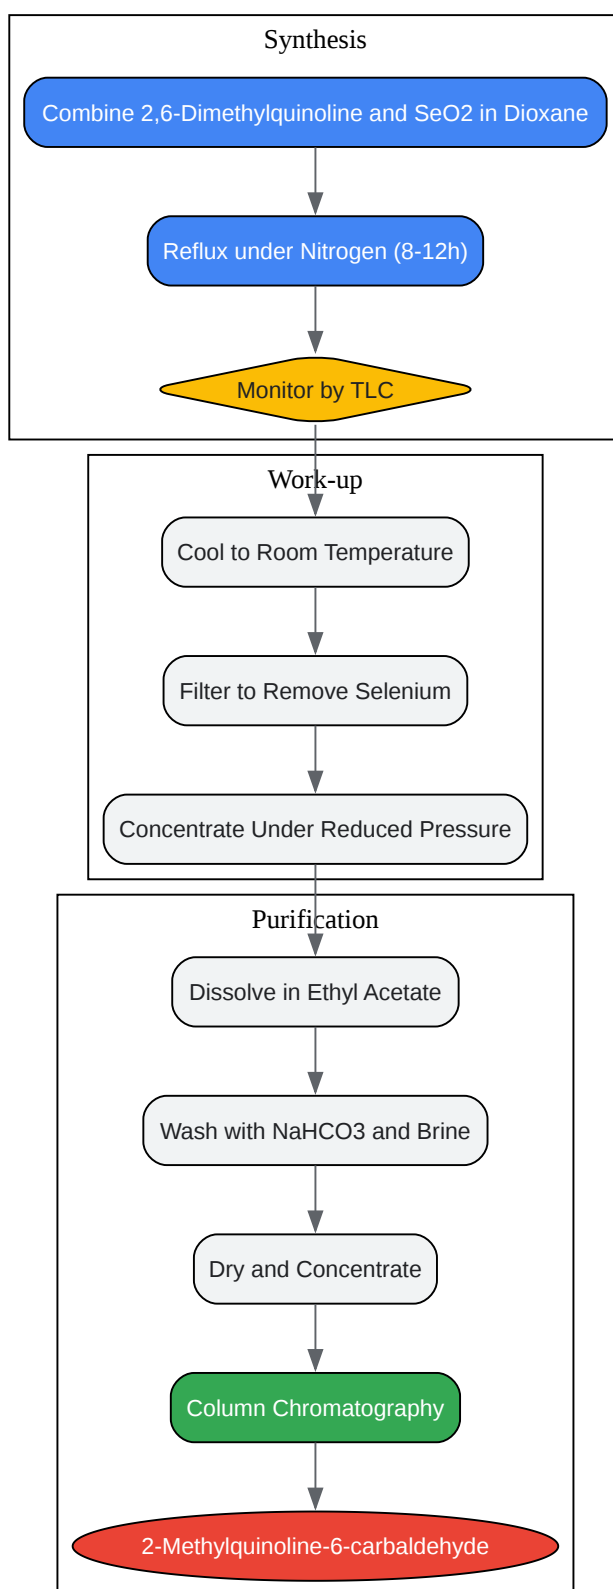 Synthesis
Combine 2,6-Dimethylquinoline and SeO2 in Dioxane
Reflux under Nitrogen (8-12h)
Monitor by TLC
Work-up
Cool to Room Temperature
Filter to Remove Selenium
Concentrate Under Reduced Pressure
Purification
Dissolve in Ethyl Acetate
Wash with NaHCO3 and Brine
Dry and Concentrate
Column Chromatography
2-Methylquinoline-6-carbaldehyde